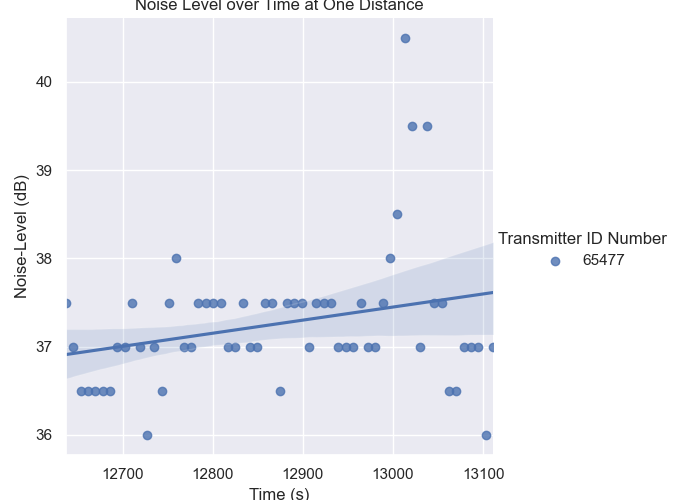 Noise Level over Time at One Distance
40
39
38
37
36
Noise-Level (dB)
12700 12800 12900 13000 13100
Time (s)
Transmitter ID Number
65477